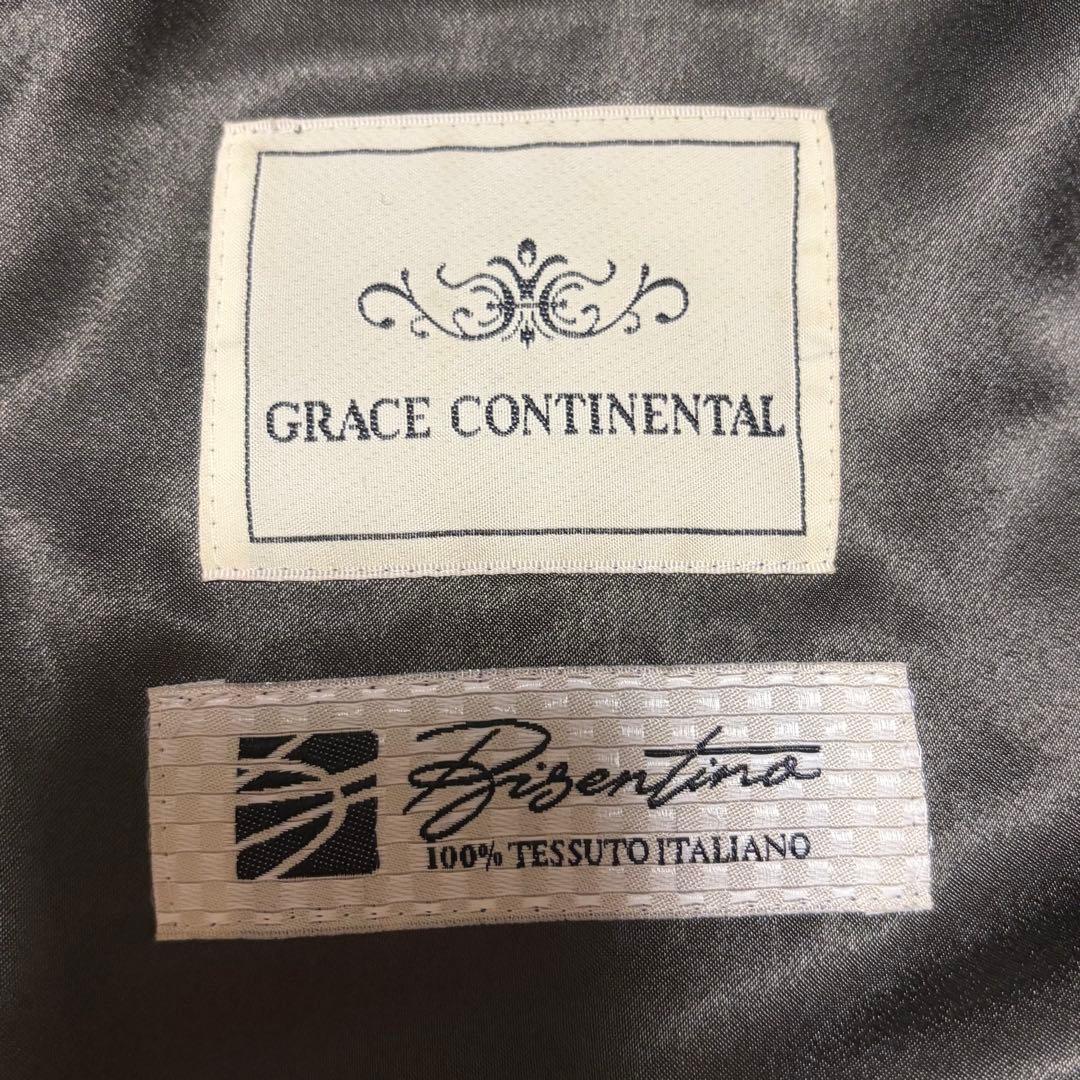 GRACE CONTINENTAL
Bisentino
100% TESSUTO ITALIANO